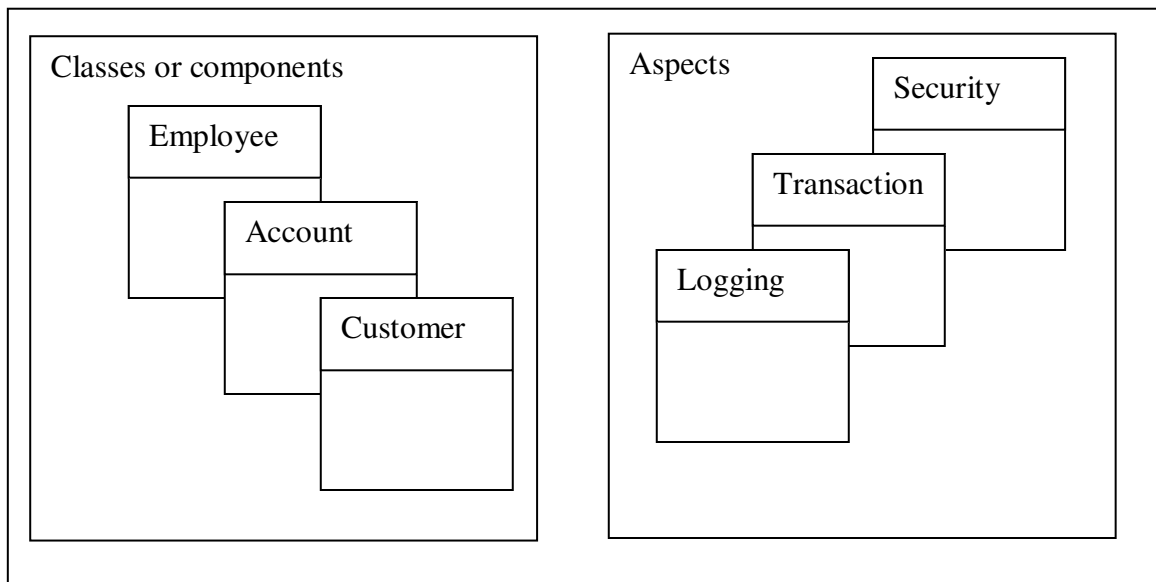 Classes or components
Employee
Account
Customer
Aspects
Security
Transaction
Logging